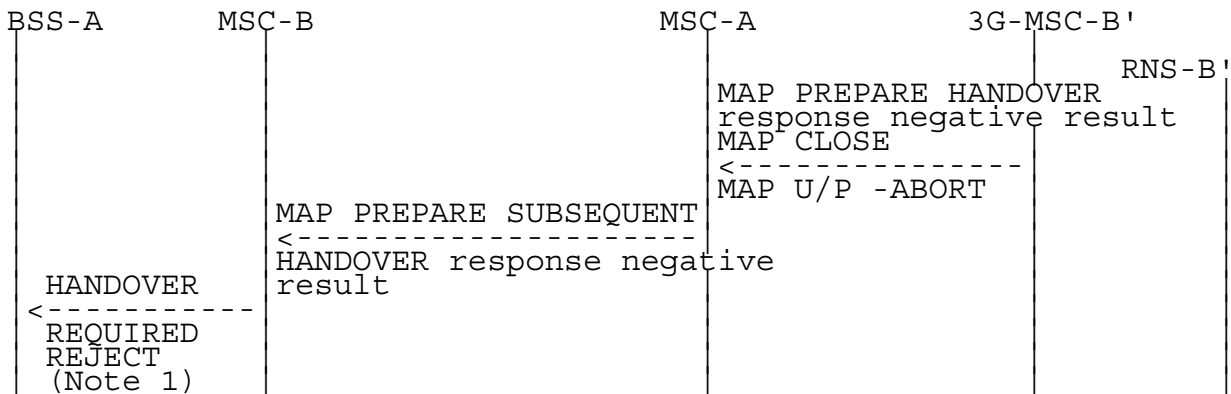 BSS-A MSC-B MSC-A 3G-MSC-B'
RNS-B'
MAP PREPARE HANDOVER
response negative result
MAP CLOSE
<---------------
MAP U/P -ABORT
MAP PREPARE SUBSEQUENT
<----------------------
HANDOVER response negative
result
HANDOVER
<-----------
REQUIRED
REJECT
(Note 1)